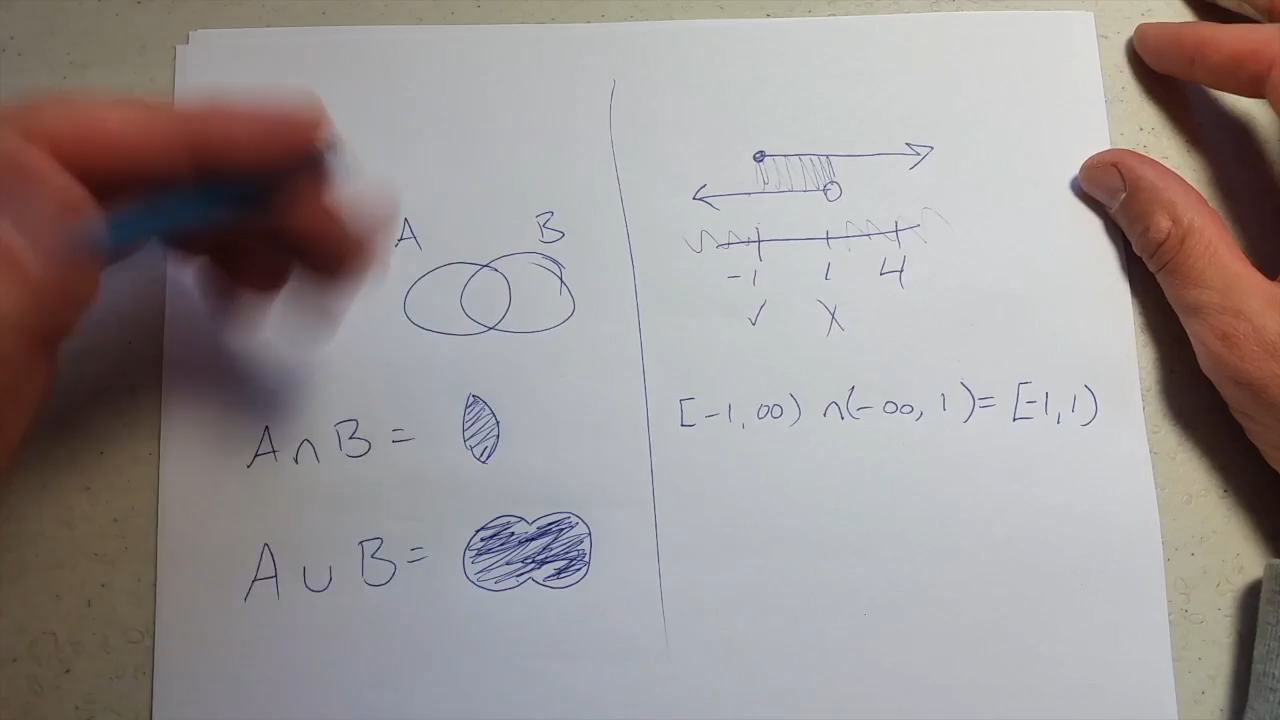 A B
A ∩ B =
A ∪ B =
-1 1 4
✓ X
[-1, ∞) ∩ (-∞, 1) = [-1, 1)